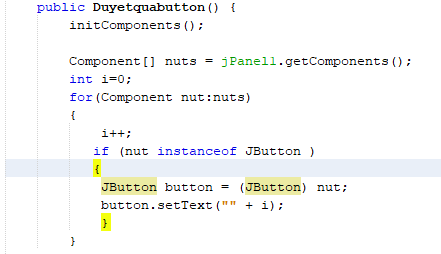 public Duyetquabutton() {
initComponents();
Component[] nuts = jPanel1.getComponents();
int i=0;
for(Component nut:nuts)
{
i++;
if (nut instanceof JButton )
{
JButton button = (JButton) nut;
button.setText("" + i);
}
}